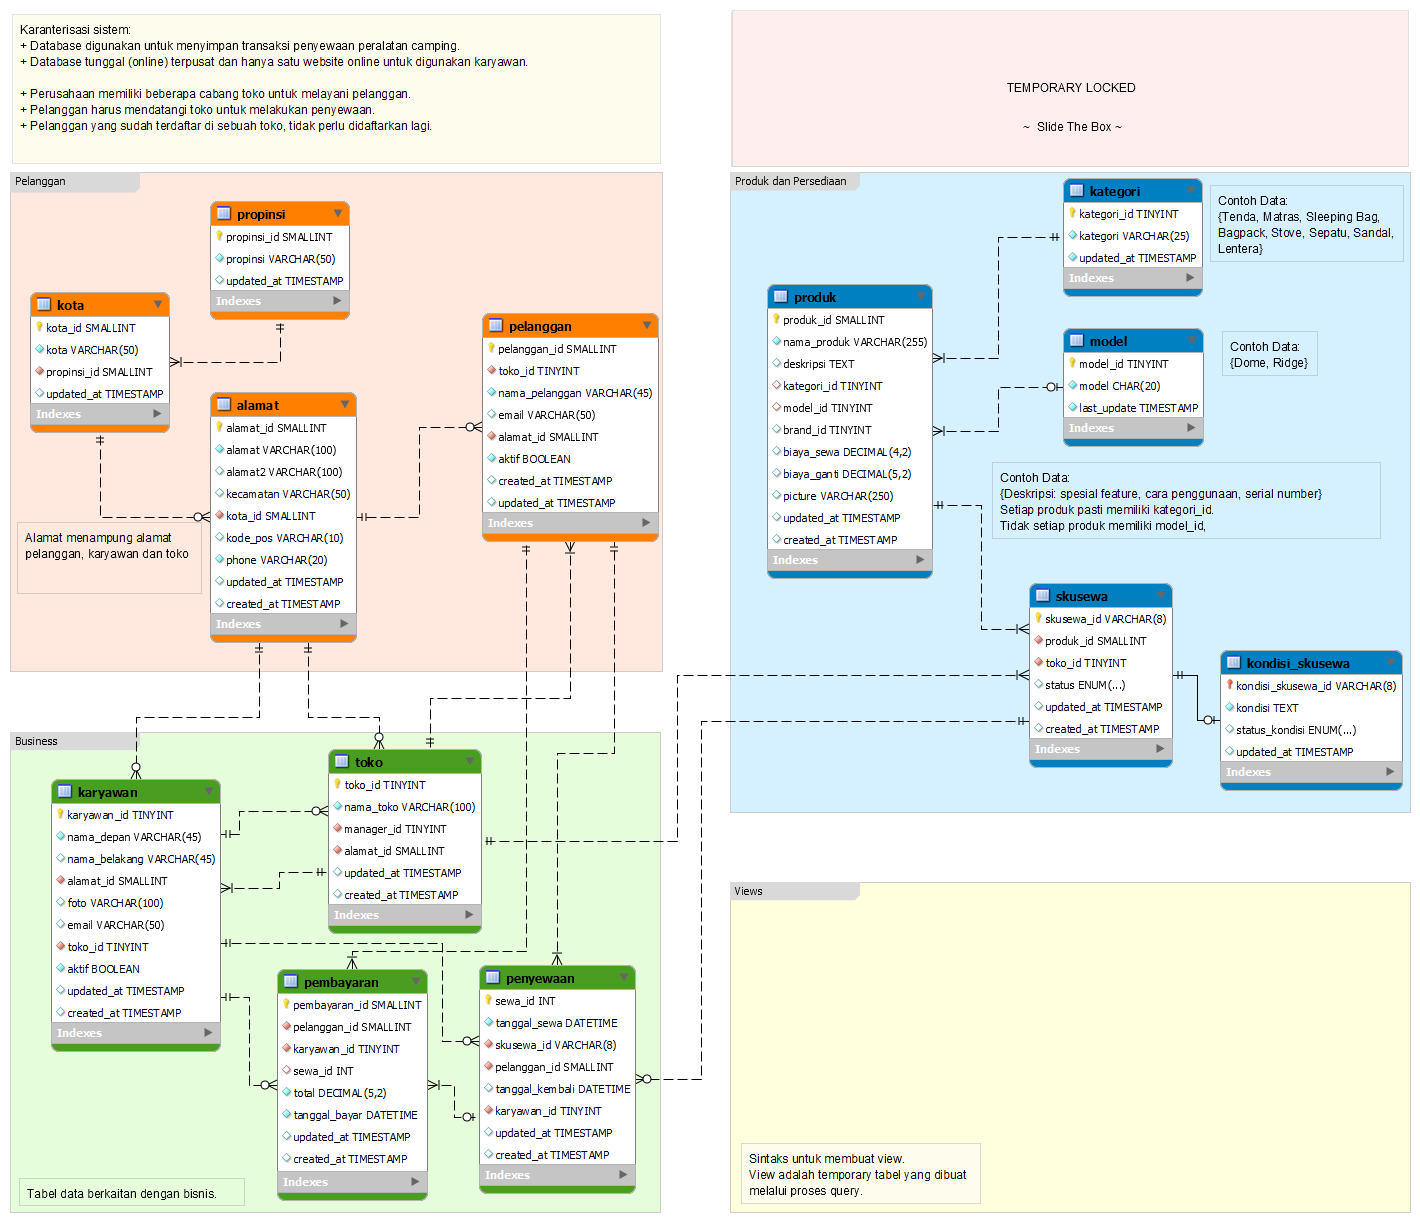 Karanterisasi sistem:
+ Database digunakan untuk menyimpan transaksi penyewaan peralatan camping.
+ Database tunggal (online) terpusat dan hanya satu website online untuk digunakan karyawan.
+ Perusahaan memiliki beberapa cabang toko untuk melayani pelanggan.
+ Pelanggan harus mendatangi toko untuk melakukan penyewaan.
+ Pelanggan yang sudah terdaftar di sebuah toko, tidak perlu didaftarkan lagi.
TEMPORARY LOCKED
~ Slide The Box ~
Pelanggan
propinsi
propinsi_id SMALLINT
propinsi VARCHAR(50)
updated_at TIMESTAMP
Indexes
kota
kota_id SMALLINT
kota VARCHAR(50)
propinsi_id SMALLINT
updated_at TIMESTAMP
Indexes
alamat
alamat_id SMALLINT
alamat VARCHAR(100)
alamat2 VARCHAR(100)
kecamatan VARCHAR(50)
kota_id SMALLINT
kode_pos VARCHAR(10)
phone VARCHAR(20)
updated_at TIMESTAMP
created_at TIMESTAMP
Indexes
Alamat menampung alamat
pelanggan, karyawan dan toko
pelanggan
pelanggan_id SMALLINT
toko_id TINYINT
nama_pelanggan VARCHAR(45)
email VARCHAR(50)
alamat_id SMALLINT
aktif BOOLEAN
created_at TIMESTAMP
updated_at TIMESTAMP
Indexes
Produk dan Persediaan
kategori
kategori_id TINYINT
kategori VARCHAR(25)
updated_at TIMESTAMP
Indexes
Contoh Data:
{Tenda, Matras, Sleeping Bag,
Bagpack, Stove, Sepatu, Sandal,
Lentera}
produk
produk_id SMALLINT
nama_produk VARCHAR(255)
deskripsi TEXT
kategori_id TINYINT
model_id TINYINT
brand_id TINYINT
biaya_sewa DECIMAL(4,2)
biaya_ganti DECIMAL(5,2)
picture VARCHAR(250)
updated_at TIMESTAMP
created_at TIMESTAMP
Indexes
model
model_id TINYINT
model CHAR(20)
last_update TIMESTAMP
Indexes
Contoh Data:
{Dome, Ridge}
Contoh Data:
{Deskripsi: spesial feature, cara penggunaan, serial number}
Setiap produk pasti memiliki kategori_id.
Tidak setiap produk memiliki model_id,
skusewa
skusewa_id VARCHAR(8)
produk_id SMALLINT
toko_id TINYINT
status ENUM(...)
updated_at TIMESTAMP
created_at TIMESTAMP
Indexes
kondisi_skusewa
kondisi_skusewa_id VARCHAR(8)
kondisi TEXT
status_kondisi ENUM(...)
updated_at TIMESTAMP
Indexes
Business
karyawan
karyawan_id TINYINT
nama_depan VARCHAR(45)
nama_belakang VARCHAR(45)
alamat_id SMALLINT
foto VARCHAR(100)
email VARCHAR(50)
toko_id TINYINT
aktif BOOLEAN
updated_at TIMESTAMP
created_at TIMESTAMP
Indexes
toko
toko_id TINYINT
nama_toko VARCHAR(100)
manager_id TINYINT
alamat_id SMALLINT
updated_at TIMESTAMP
created_at TIMESTAMP
Indexes
pembayaran
pembayaran_id SMALLINT
pelanggan_id SMALLINT
karyawan_id TINYINT
sewa_id INT
total DECIMAL(5,2)
tanggal_bayar DATETIME
updated_at TIMESTAMP
created_at TIMESTAMP
Indexes
penyewaan
sewa_id INT
tanggal_sewa DATETIME
skusewa_id VARCHAR(8)
pelanggan_id SMALLINT
tanggal_kembali DATETIME
karyawan_id TINYINT
updated_at TIMESTAMP
created_at TIMESTAMP
Indexes
Tabel data berkaitan dengan bisnis.
Views
Sintaks untuk membuat view.
View adalah temporary tabel yang dibuat
melalui proses query.